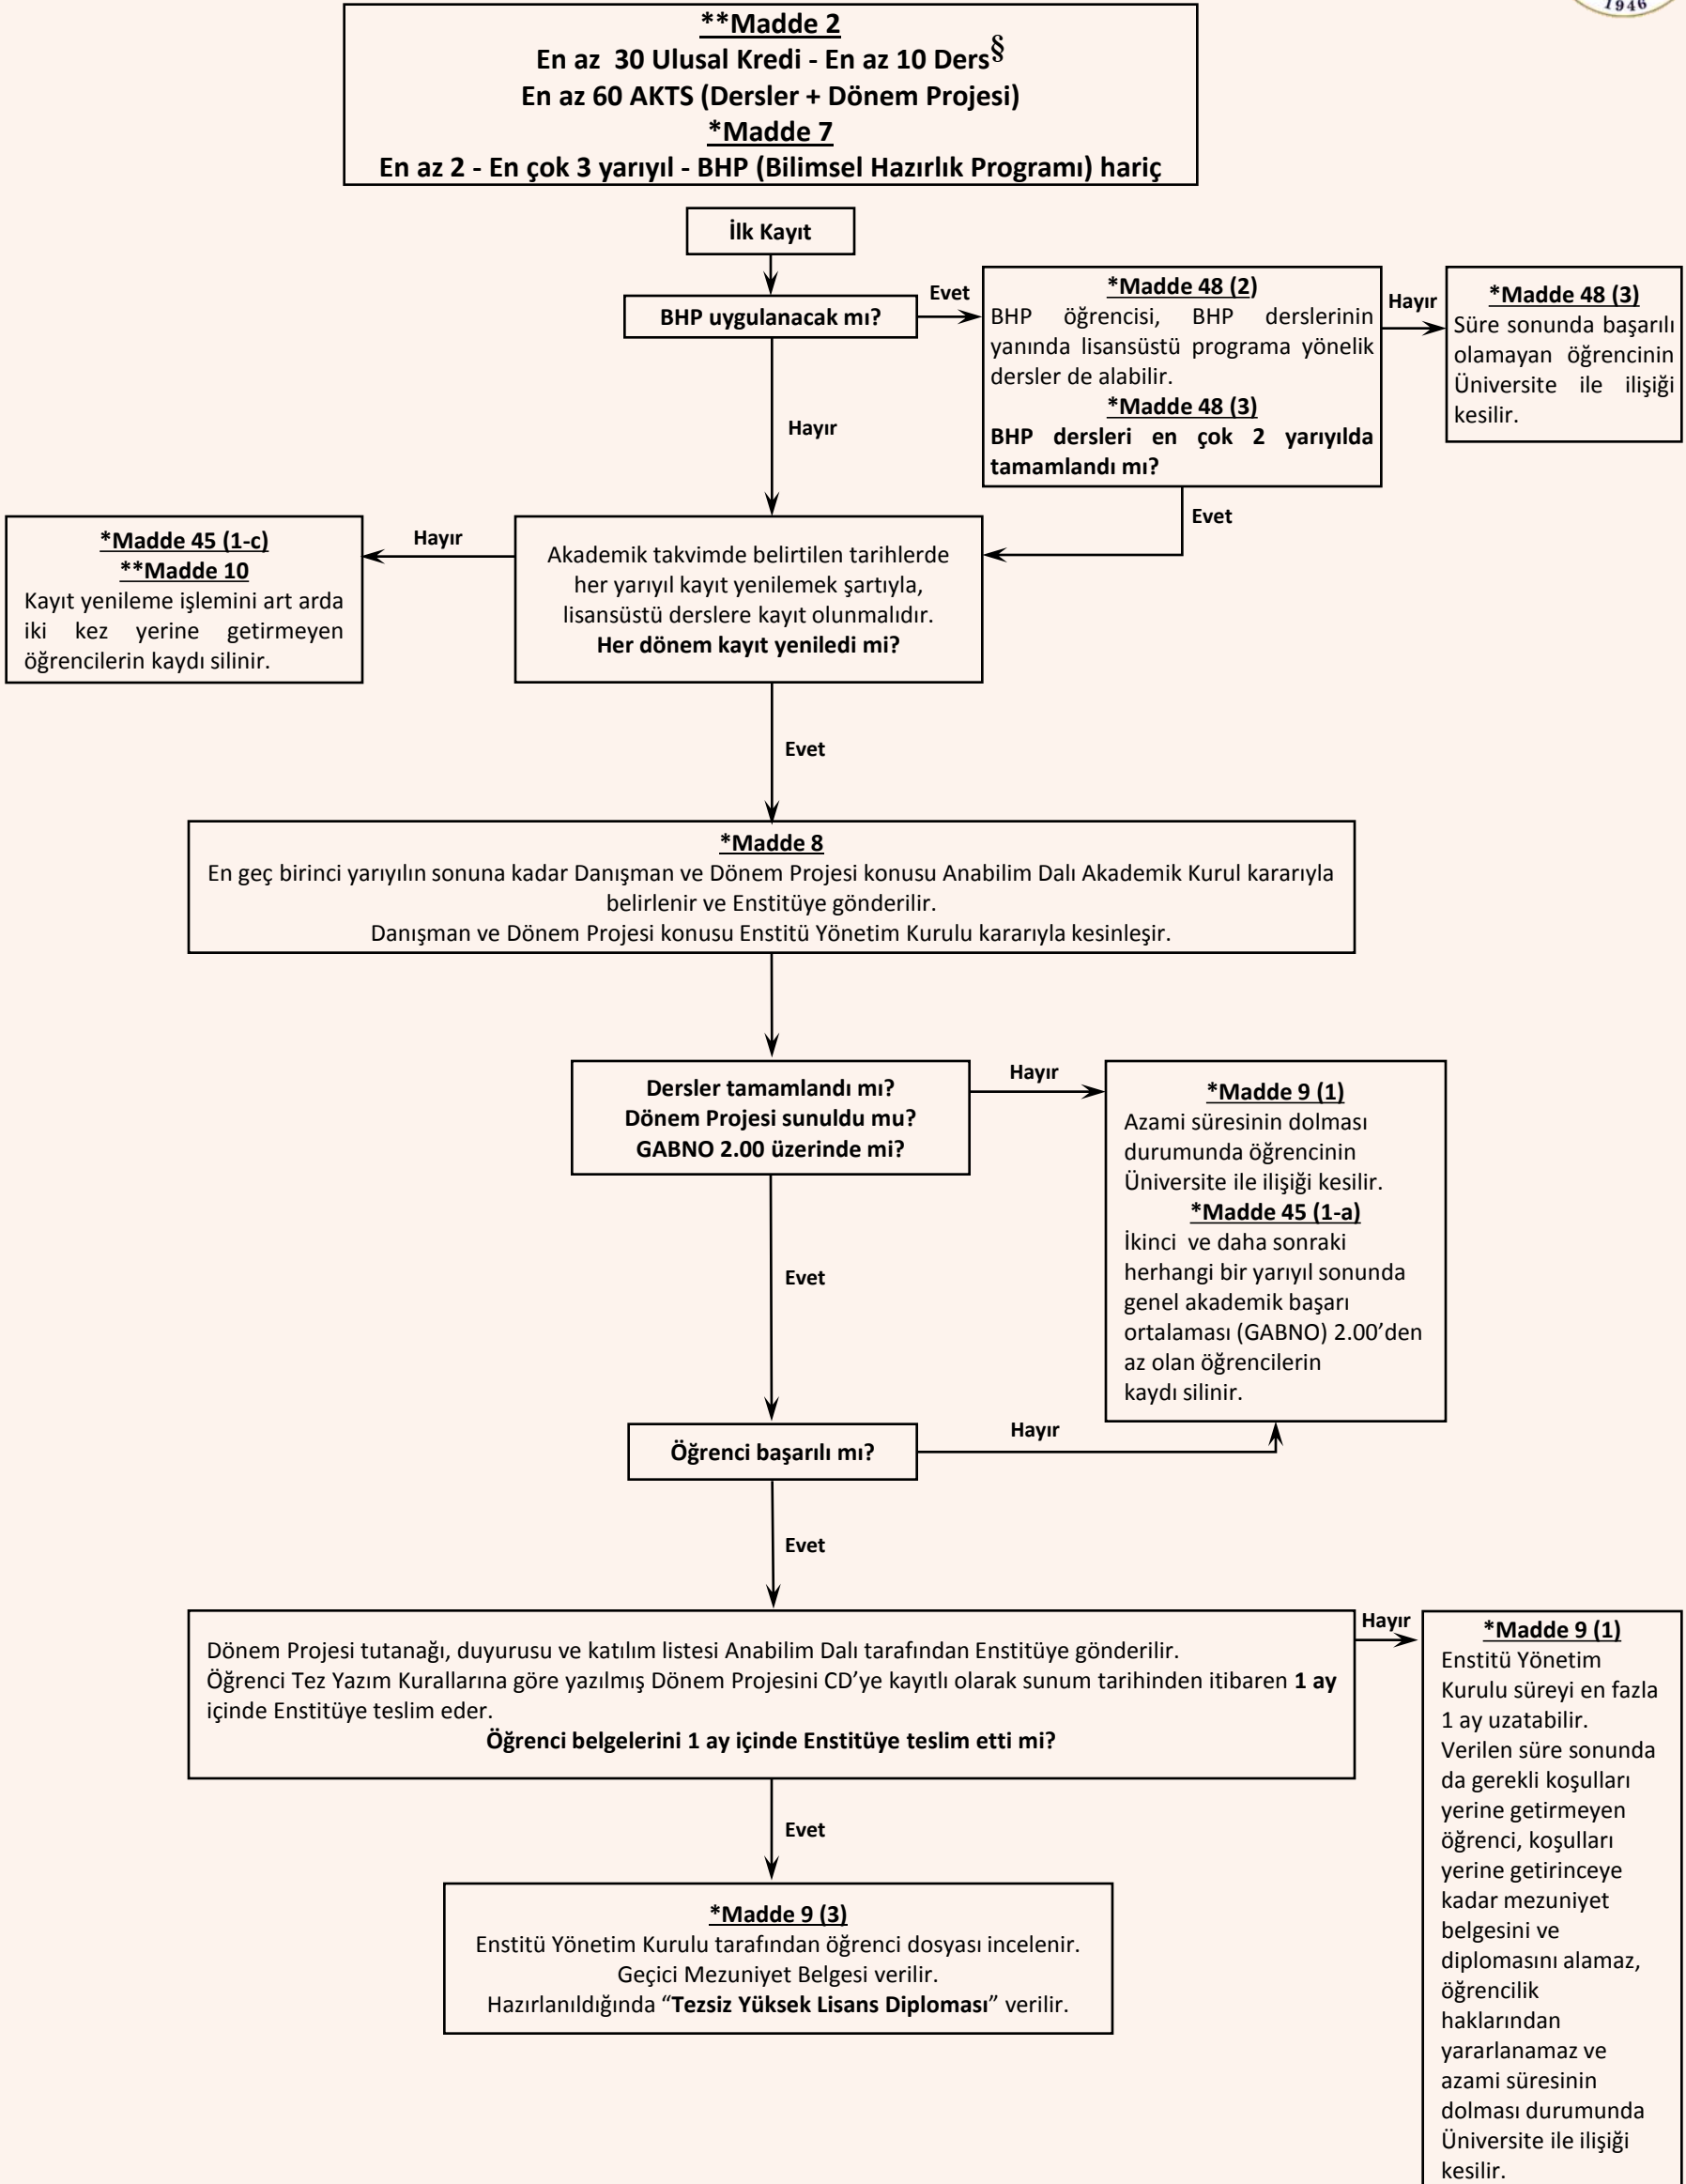 1946
**Madde 2
En az 30 Ulusal Kredi - En az 10 Ders§
En az 60 AKTS (Dersler + Dönem Projesi)
*Madde 7
En az 2 - En çok 3 yarıyıl - BHP (Bilimsel Hazırlık Programı) hariç
İlk Kayıt
BHP uygulanacak mı?
Evet
*Madde 48 (2)
BHP öğrencisi, BHP derslerinin
yanında lisansüstü programa yönelik
dersler de alabilir.
*Madde 48 (3)
BHP dersleri en çok 2 yarıyılda
tamamlandı mı?
Hayır
*Madde 48 (3)
Süre sonunda başarılı
olamayan öğrencinin
Üniversite ile ilişiği
kesilir.
Hayır
Evet
*Madde 45 (1-c)
**Madde 10
Kayıt yenileme işlemini art arda
iki kez yerine getirmeyen
öğrencilerin kaydı silinir.
Hayır
Akademik takvimde belirtilen tarihlerde
her yarıyıl kayıt yenilemek şartıyla,
lisansüstü derslere kayıt olunmalıdır.
Her dönem kayıt yeniledi mi?
Evet
*Madde 8
En geç birinci yarıyılın sonuna kadar Danışman ve Dönem Projesi konusu Anabilim Dalı Akademik Kurul kararıyla
belirlenir ve Enstitüye gönderilir.
Danışman ve Dönem Projesi konusu Enstitü Yönetim Kurulu kararıyla kesinleşir.
Dersler tamamlandı mı?
Dönem Projesi sunuldu mu?
GABNO 2.00 üzerinde mi?
Hayır
*Madde 9 (1)
Azami süresinin dolması
durumunda öğrencinin
Üniversite ile ilişiği kesilir.
*Madde 45 (1-a)
İkinci ve daha sonraki
herhangi bir yarıyıl sonunda
genel akademik başarı
ortalaması (GABNO) 2.00’den
az olan öğrencilerin
kaydı silinir.
Evet
Öğrenci başarılı mı?
Hayır
Evet
Dönem Projesi tutanağı, duyurusu ve katılım listesi Anabilim Dalı tarafından Enstitüye gönderilir.
Öğrenci Tez Yazım Kurallarına göre yazılmış Dönem Projesini CD’ye kayıtlı olarak sunum tarihinden itibaren 1 ay
içinde Enstitüye teslim eder.
Öğrenci belgelerini 1 ay içinde Enstitüye teslim etti mi?
Hayır
*Madde 9 (1)
Enstitü Yönetim
Kurulu süreyi en fazla
1 ay uzatabilir.
Verilen süre sonunda
da gerekli koşulları
yerine getirmeyen
öğrenci, koşulları
yerine getirinceye
kadar mezuniyet
belgesini ve
diplomasını alamaz,
öğrencilik
haklarından
yararlanamaz ve
azami süresinin
dolması durumunda
Üniversite ile ilişiği
kesilir.
Evet
*Madde 9 (3)
Enstitü Yönetim Kurulu tarafından öğrenci dosyası incelenir.
Geçici Mezuniyet Belgesi verilir.
Hazırlanıldığında “Tezsiz Yüksek Lisans Diploması” verilir.